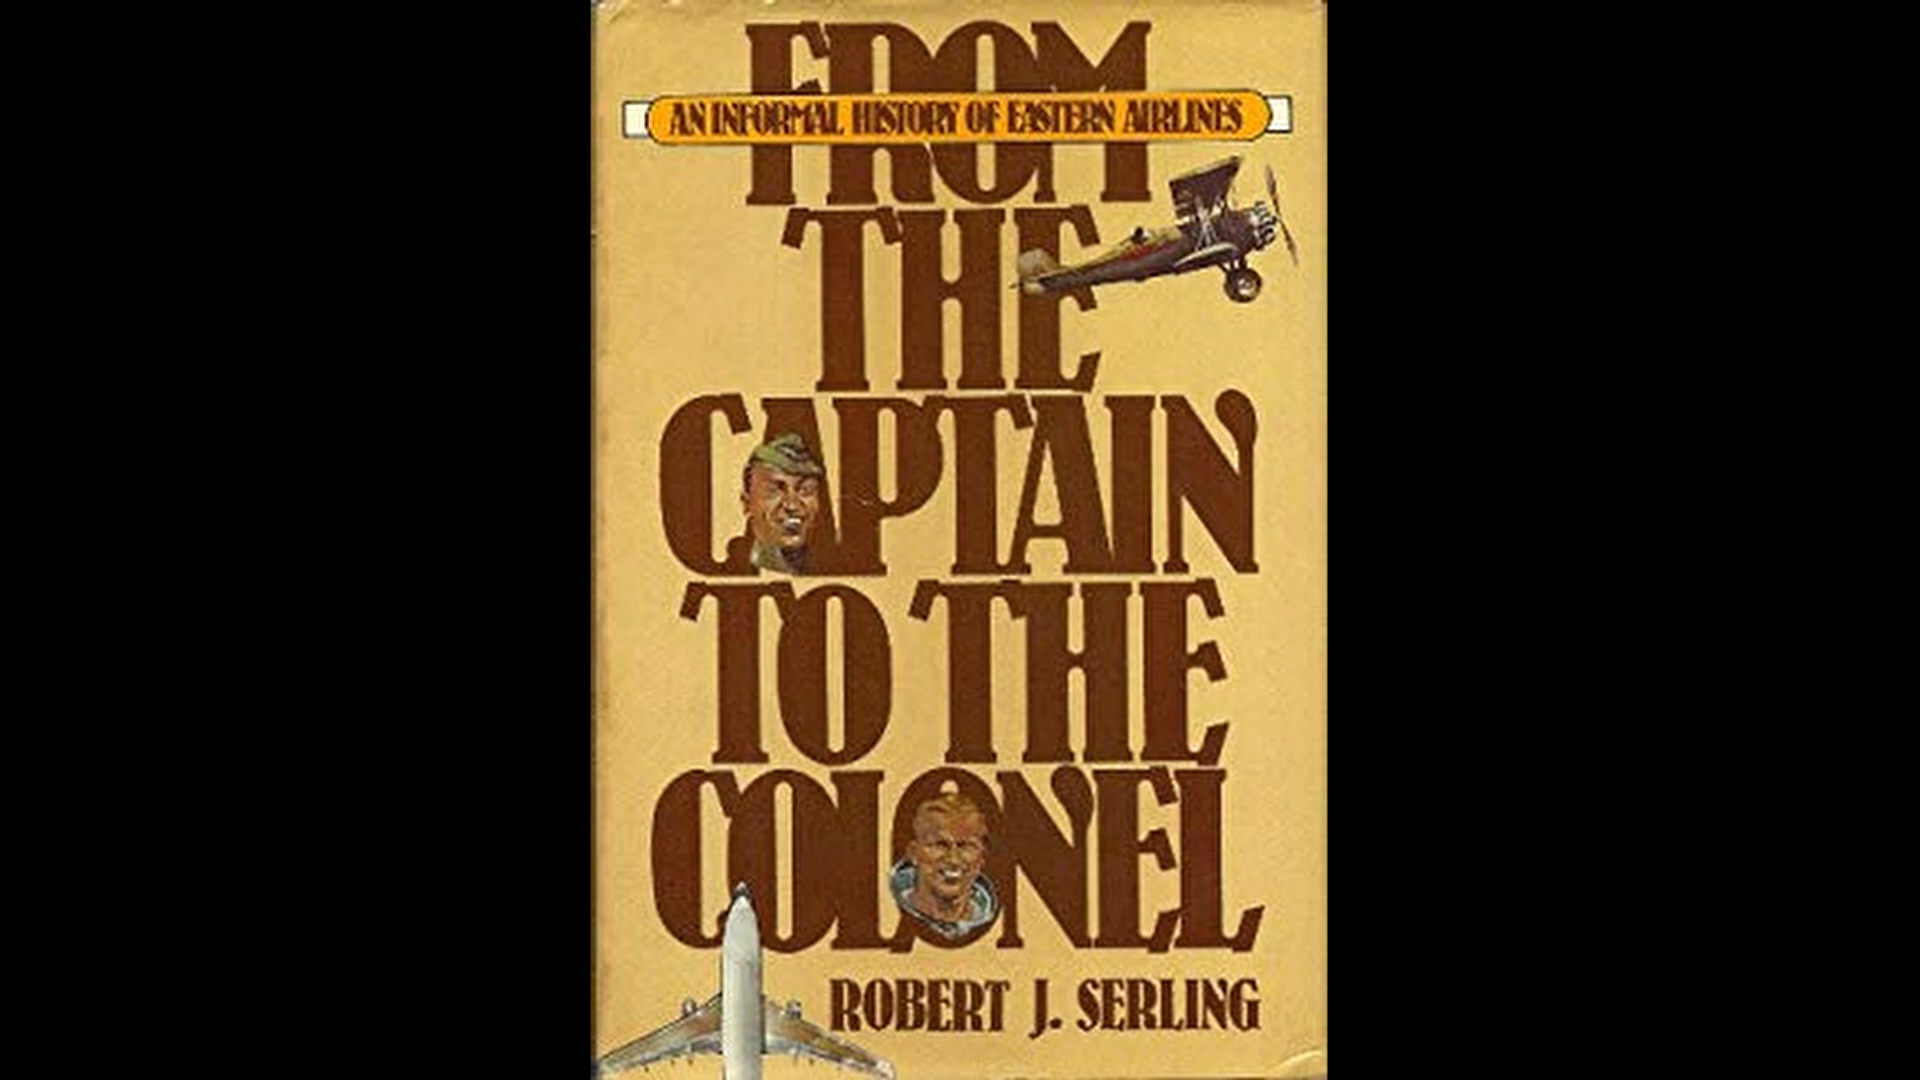 FROM
AN INFORMAL HISTORY OF EASTERN AIRLINES
THE
CAPTAIN
TO THE
COLONEL
ROBERT J. SERLING